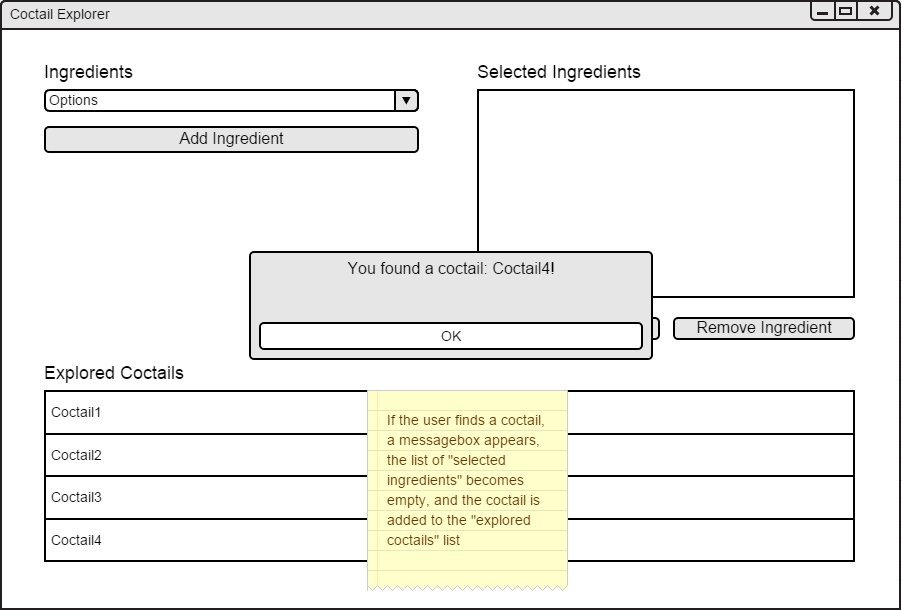 Coctail Explorer
Ingredients
Selected Ingredients
Options
Add Ingredient
You found a coctail: Coctail4!
OK
Remove Ingredient
Explored Coctails
Coctail1
Coctail2
Coctail3
Coctail4
If the user finds a coctail,
a messagebox appears,
the list of "selected
ingredients" becomes
empty, and the coctail is
added to the "explored
coctails" list